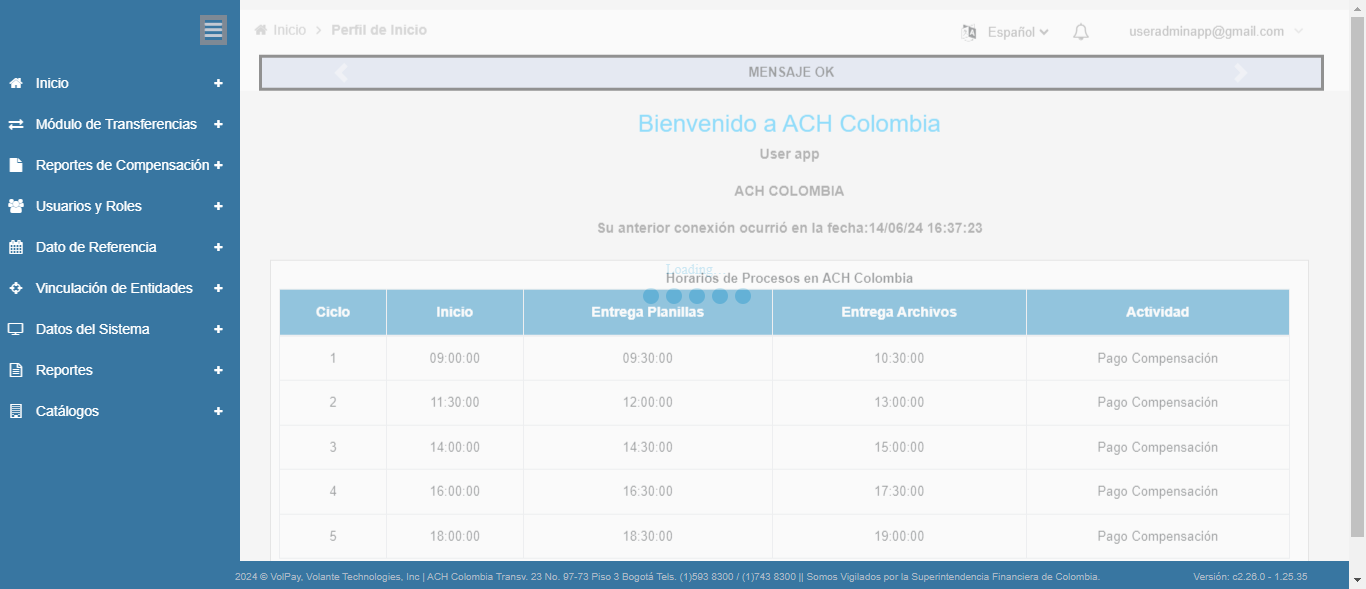 Inicio > Perfil de Inicio
Español
useradminapp@gmail.com
MENSAJE OK
Inicio +
Módulo de Transferencias +
Reportes de Compensación +
Usuarios y Roles +
Dato de Referencia +
Vinculación de Entidades +
Datos del Sistema +
Reportes +
Catálogos +
Bienvenido a ACH Colombia
User app
ACH COLOMBIA
Su anterior conexión ocurrió en la fecha:14/06/24 16:37:23
Loading
Horarios de Procesos en ACH Colombia
Ciclo Inicio Entrega Planillas Entrega Archivos Actividad
1 09:00:00 09:30:00 10:30:00 Pago Compensación
2 11:30:00 12:00:00 13:00:00 Pago Compensación
3 14:00:00 14:30:00 15:00:00 Pago Compensación
4 16:00:00 16:30:00 17:30:00 Pago Compensación
5 18:00:00 18:30:00 19:00:00 Pago Compensación
2024 © VolPay, Volante Technologies, Inc | ACH Colombia Transv. 23 No. 97-73 Piso 3 Bogotá Tels. (1)593 8300 / (1)743 8300 || Somos Vigilados por la Superintendencia Financiera de Colombia.
Versión: c2.26.0 - 1.25.35